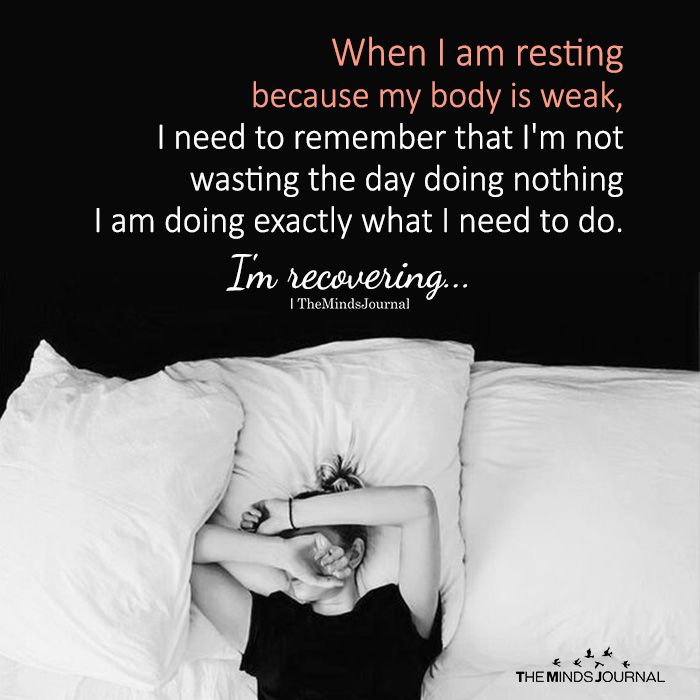 When I am resting
because my body is weak,
I need to remember that I'm not
wasting the day doing nothing
I am doing exactly what I need to do.
I'm recovering...
| TheMindsJournal
THE MINDS JOURNAL